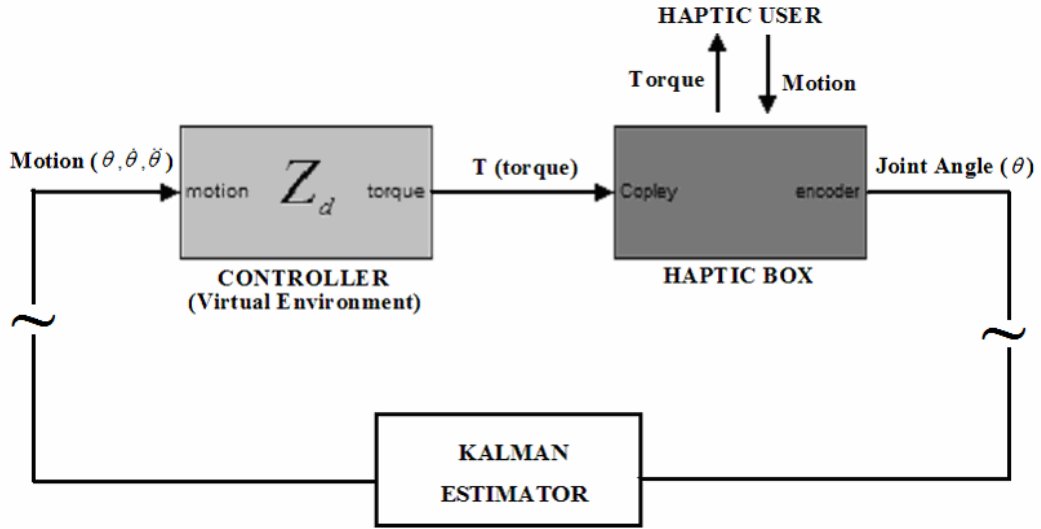 HAPTIC USER
Torque
Motion
Motion (θ, θ̇, θ̈)
motion
Z_d
torque
T (torque)
Copley
encoder
Joint Angle (θ)
CONTROLLER
(Virtual Environment)
HAPTIC BOX
~
~
KALMAN
ESTIMATOR